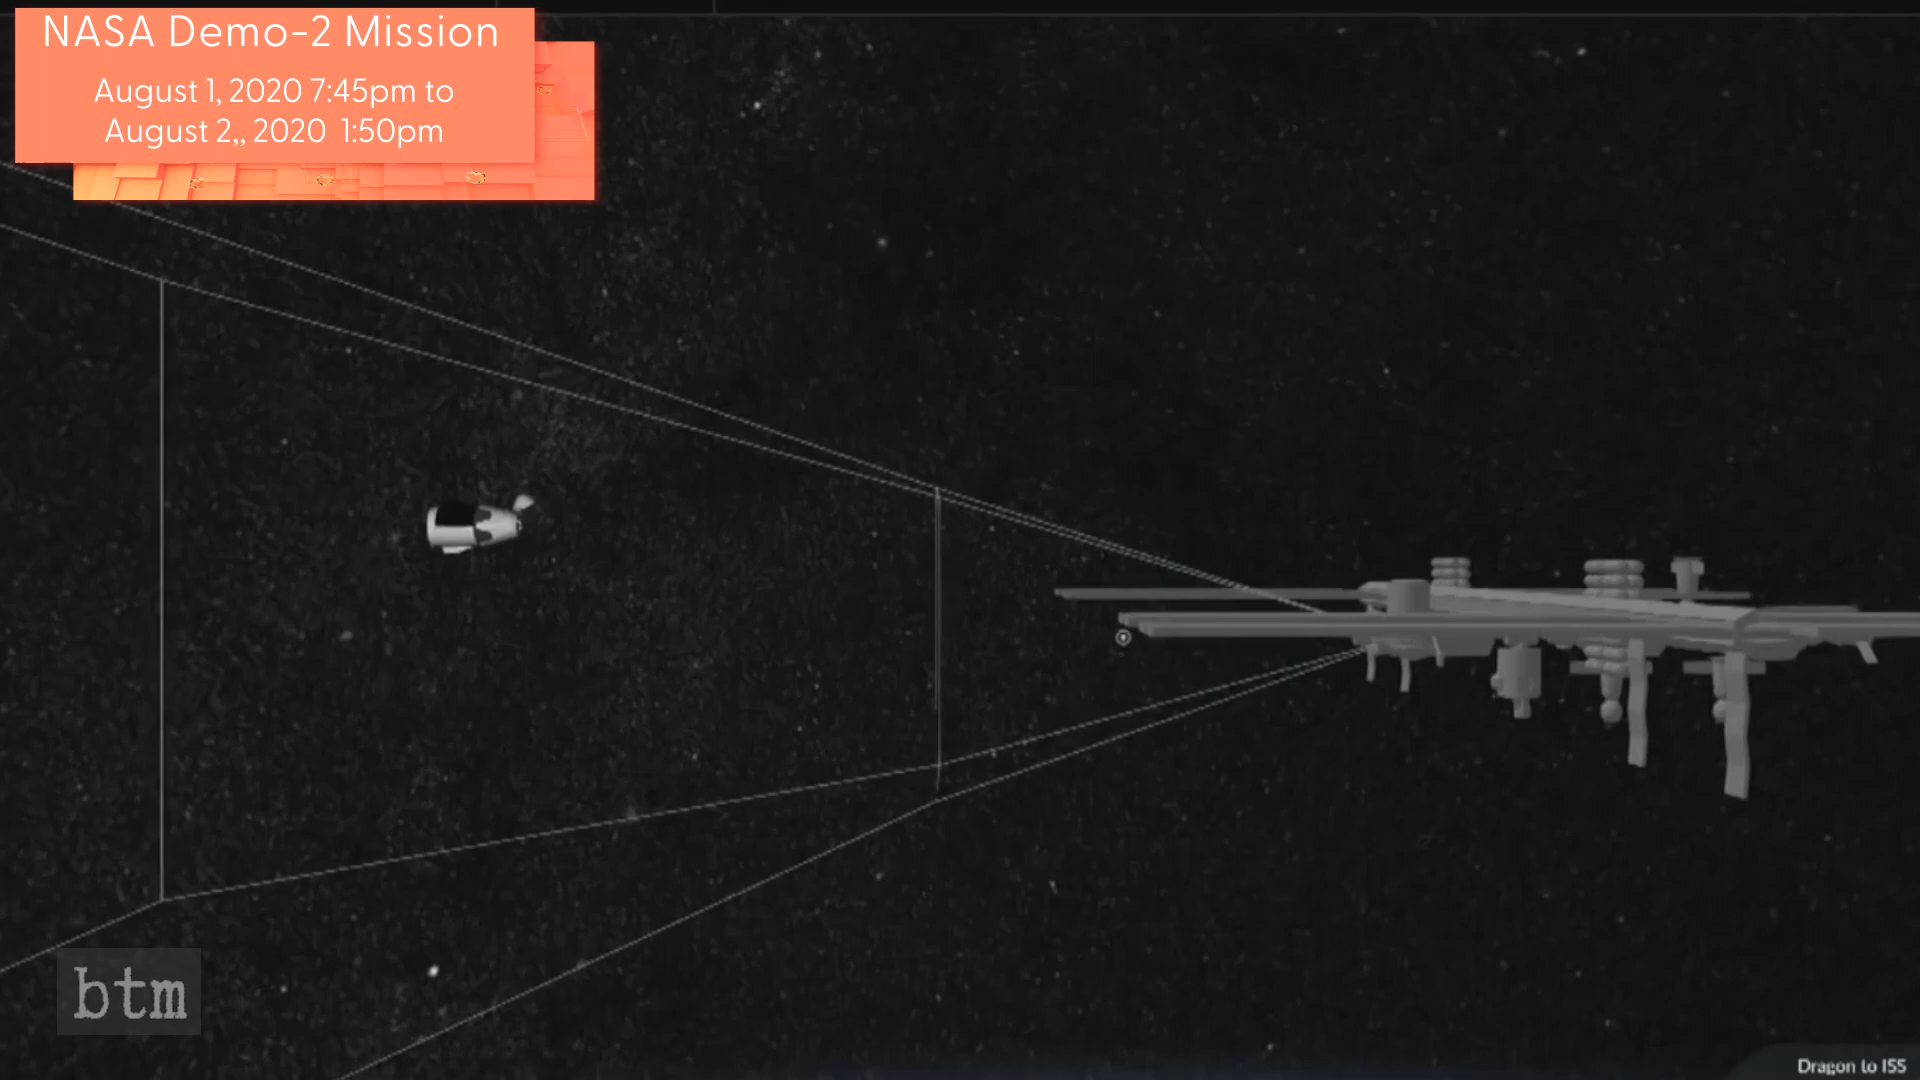 NASA Demo-2 Mission
August 1, 2020 7:45pm to
August 2,, 2020 1:50pm
btm
Dragon to ISS